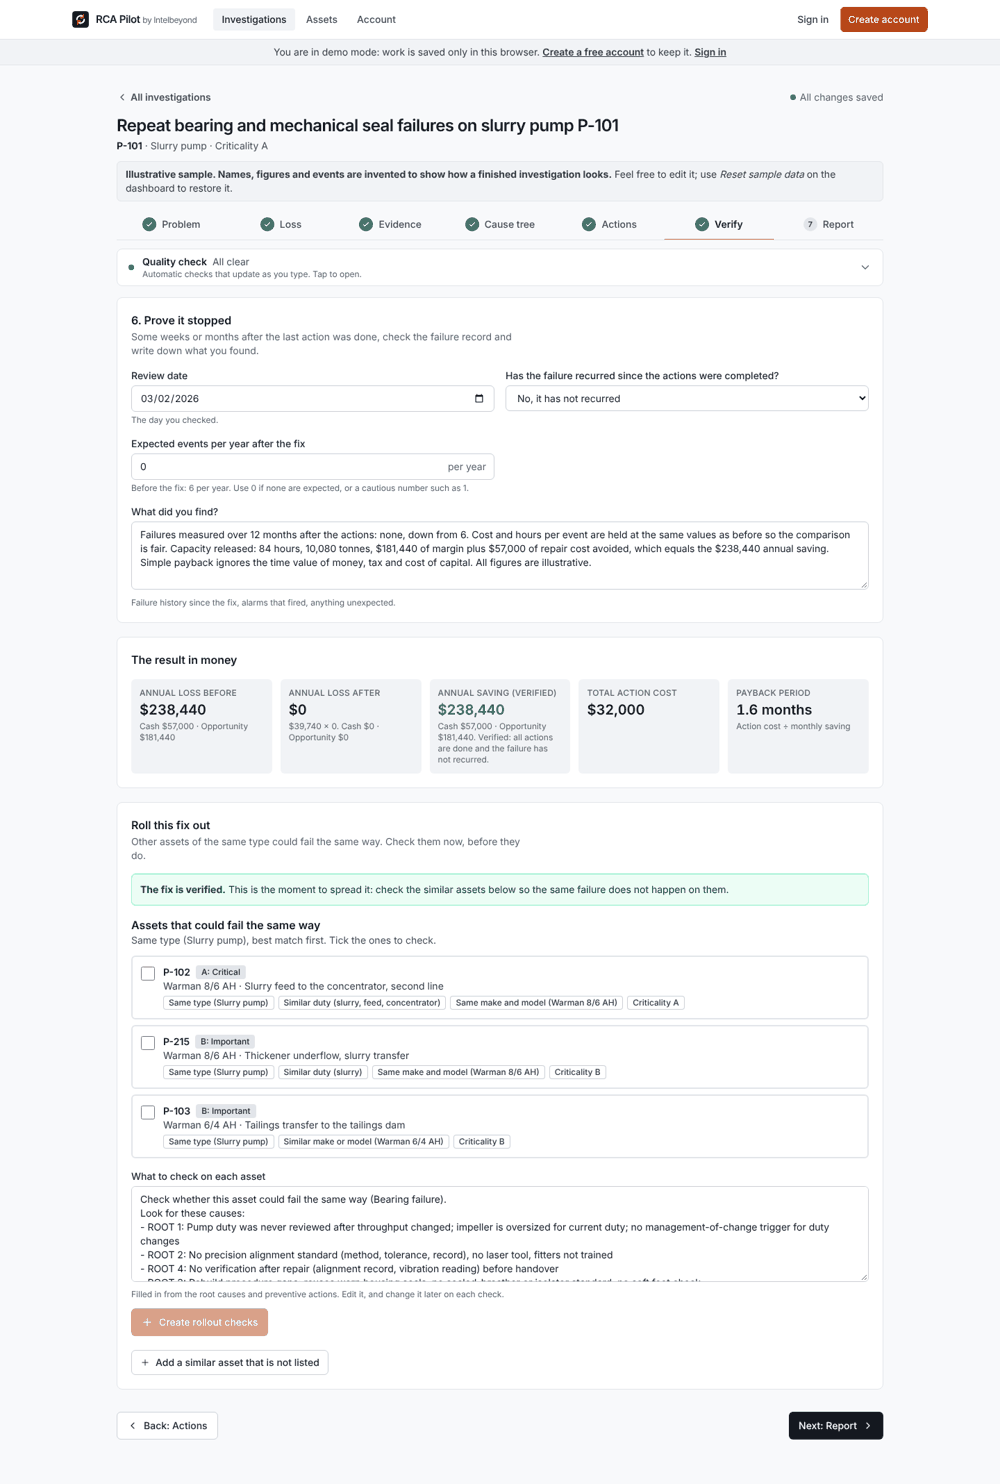 RCA Pilot by Intelbeyond
Investigations
Assets
Account
Sign in
Create account
You are in demo mode: work is saved only in this browser. Create a free account to keep it. Sign in
All investigations
All changes saved
Repeat bearing and mechanical seal failures on slurry pump P-101
P-101 · Slurry pump · Criticality A
Illustrative sample. Names, figures and events are invented to show how a finished investigation looks. Feel free to edit it; use Reset sample data on the
dashboard to restore it.
Problem
Loss
Evidence
Cause tree
Actions
Verify
7 Report
Quality check All clear
Automatic checks that update as you type. Tap to open.
6. Prove it stopped
Some weeks or months after the last action was done, check the failure record and
write down what you found.
Review date
Has the failure recurred since the actions were completed?
03/02/2026
No, it has not recurred
The day you checked.
Expected events per year after the fix
0 per year
Before the fix: 6 per year. Use 0 if none are expected, or a cautious number such as 1.
What did you find?
Failures measured over 12 months after the actions: none, down from 6. Cost and hours per event are held at the same values as before so the comparison
is fair. Capacity released: 84 hours, 10,080 tonnes, $181,440 of margin plus $57,000 of repair cost avoided, which equals the $238,440 annual saving.
Simple payback ignores the time value of money, tax and cost of capital. All figures are illustrative.
Failure history since the fix, alarms that fired, anything unexpected.
The result in money
ANNUAL LOSS BEFORE
$238,440
Cash $57,000 · Opportunity
$181,440
ANNUAL LOSS AFTER
$0
$39,740 × 0. Cash $0 ·
Opportunity $0
ANNUAL SAVING (VERIFIED)
$238,440
Cash $57,000 · Opportunity
$181,440. Verified: all actions
are done and the failure has
not recurred.
TOTAL ACTION COST
$32,000
PAYBACK PERIOD
1.6 months
Action cost ÷ monthly saving
Roll this fix out
Other assets of the same type could fail the same way. Check them now, before they
do.
The fix is verified. This is the moment to spread it: check the similar assets below so the same failure does not happen on them.
Assets that could fail the same way
Same type (Slurry pump), best match first. Tick the ones to check.
P-102 A: Critical
Warman 8/6 AH · Slurry feed to the concentrator, second line
Same type (Slurry pump) Similar duty (slurry, feed, concentrator) Same make and model (Warman 8/6 AH) Criticality A
P-215 B: Important
Warman 8/6 AH · Thickener underflow, slurry transfer
Same type (Slurry pump) Similar duty (slurry) Same make and model (Warman 8/6 AH) Criticality B
P-103 B: Important
Warman 6/4 AH · Tailings transfer to the tailings dam
Same type (Slurry pump) Similar make or model (Warman 6/4 AH) Criticality B
What to check on each asset
Check whether this asset could fail the same way (Bearing failure).
Look for these causes:
- ROOT 1: Pump duty was never reviewed after throughput changed; impeller is oversized for current duty; no management-of-change trigger for duty
changes
- ROOT 2: No precision alignment standard (method, tolerance, record), no laser tool, fitters not trained
- ROOT 4: No verification after repair (alignment record, vibration reading) before handover
Filled in from the root causes and preventive actions. Edit it, and change it later on each check.
+ Create rollout checks
+ Add a similar asset that is not listed
Back: Actions
Next: Report